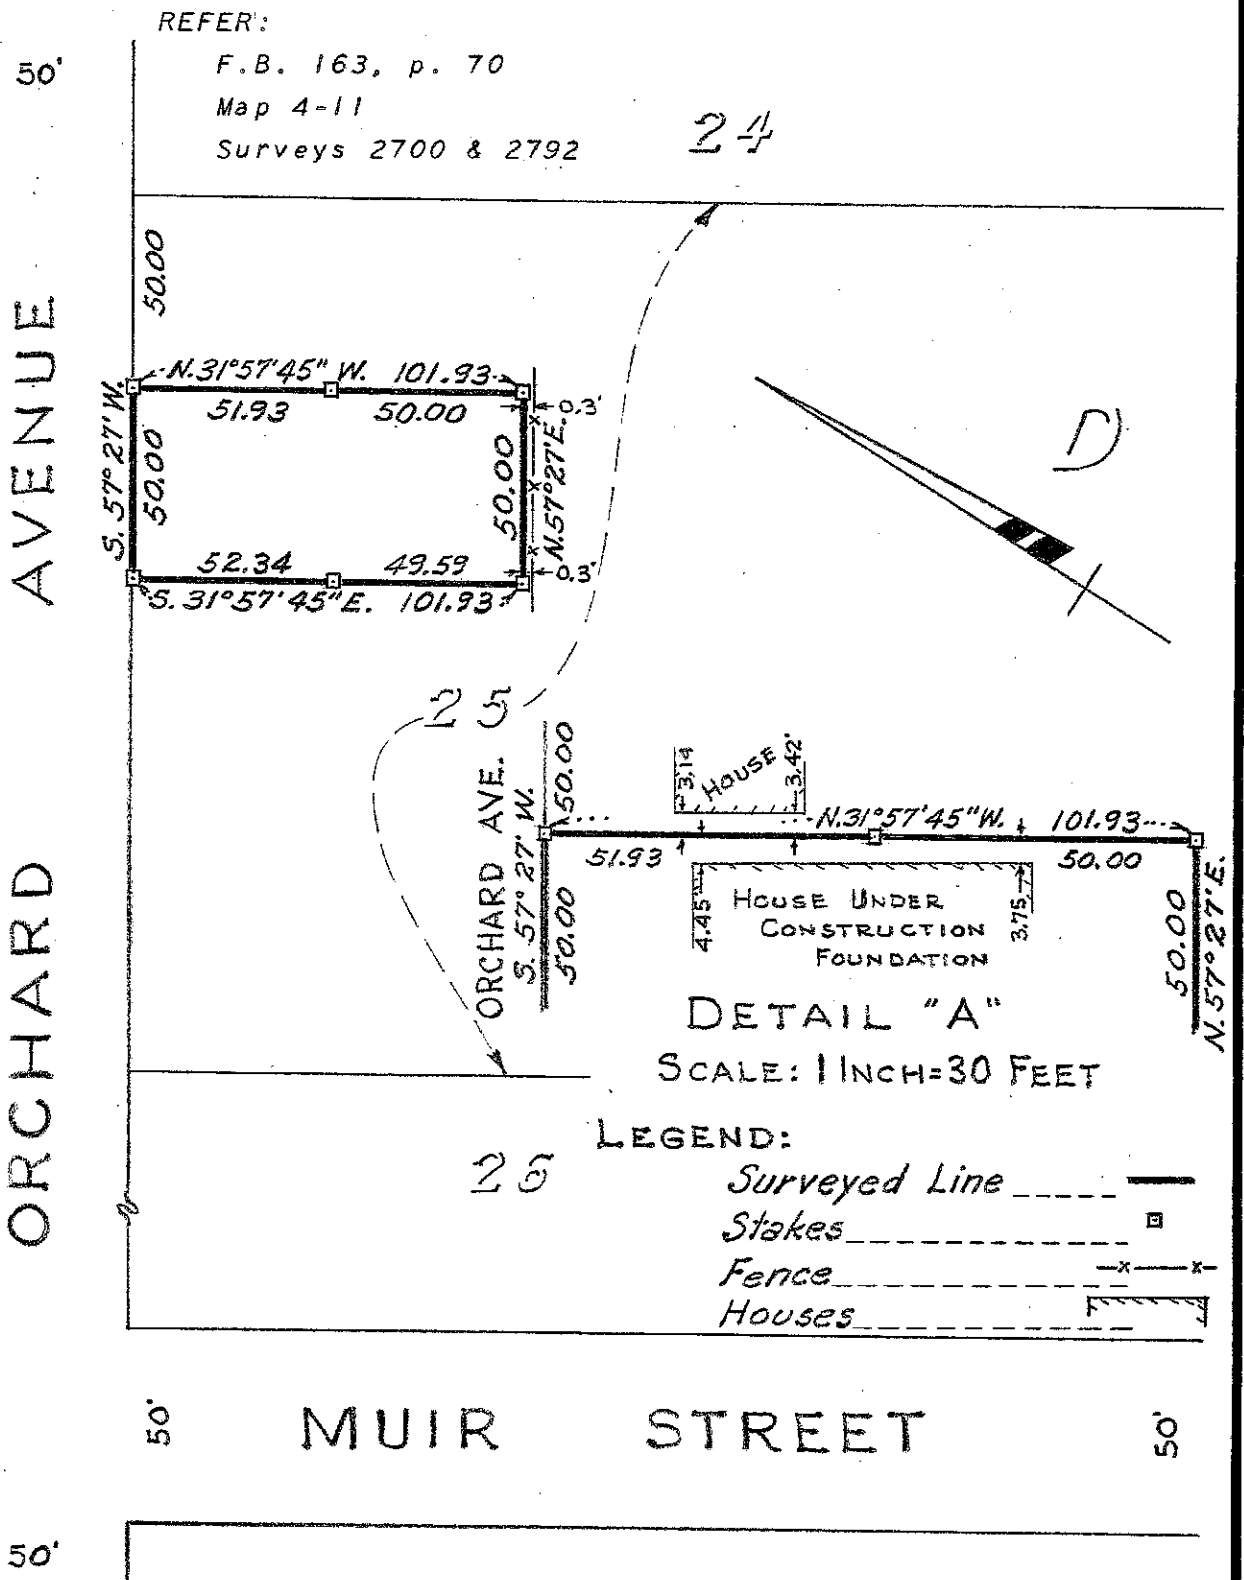 REFER:
50'
F.B. 163, p. 70
Map 4-11
Surveys 2700 & 2792
24
50.00
N.31°57'45" W. 101.93
51.93 50.00
0.3'
S. 57°27' W.
50.00
50.00
N.57°27'E.
D
52.34 49.59
0.3'
S. 31°57'45"E. 101.93
ORCHARD AVENUE
25
ORCHARD AVE.
S. 57° 27' W.
50.00
50.00
3.14
HOUSE
3.42'
N.31°57'45"W. 101.93
51.93
50.00
4.45'
HOUSE UNDER
CONSTRUCTION
FOUNDATION
3.75
50.00
N.57°27'E.
DETAIL "A"
SCALE: 1 INCH=30 FEET
26
LEGEND:
Surveyed Line
Stakes
Fence
Houses
50'
MUIR STREET
50'
50'